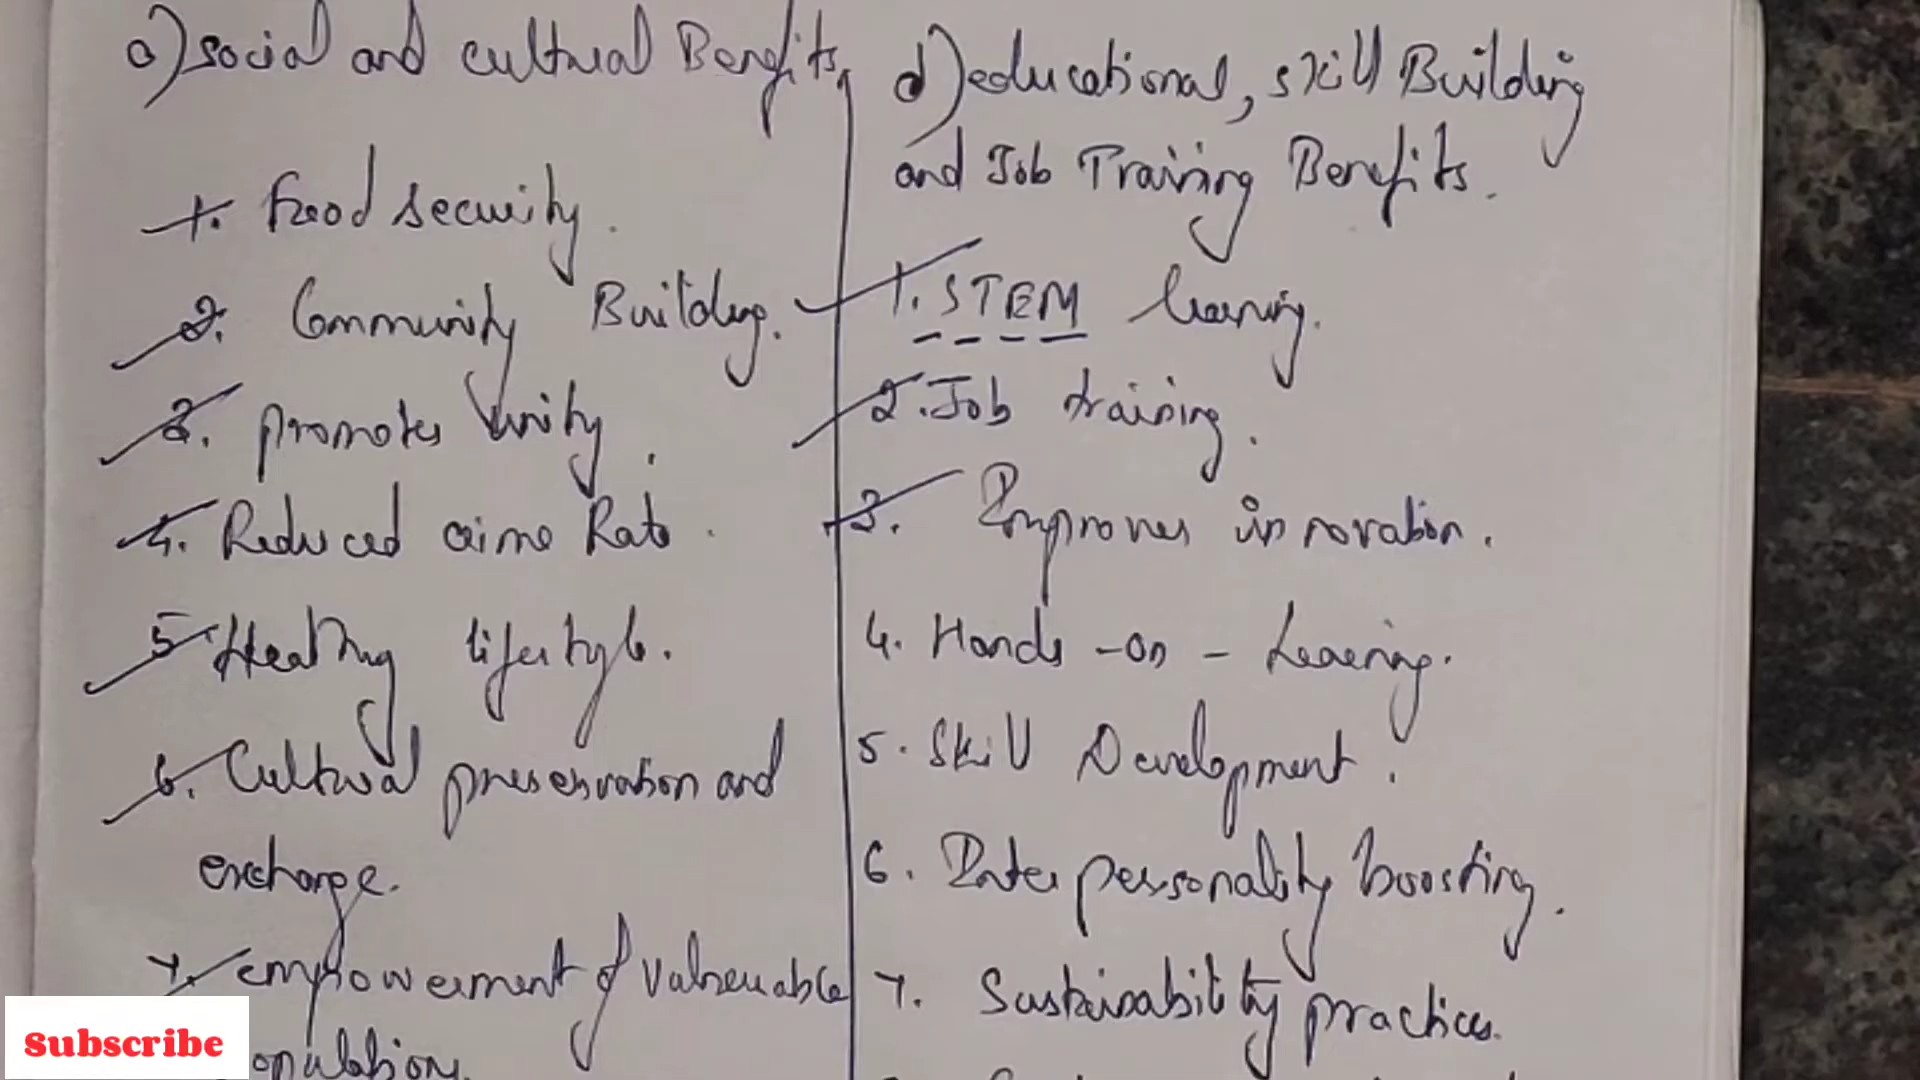 c) social and cultural Benefits,
1. Food security.
2. Community Building.
3. promotes unity.
4. Reduced crime Rate.
5. Healthy lifestyle.
6. Cultural preservation and
exchange.
7. empowerment of vulnerable
opulations.
d) educational, skill Building
and Job Training Benefits.
1. STEM learning.
2. Job training.
3. Improves innovation.
4. Hands-on-Learning.
5. Skill Development.
6. Inter personality boosting.
7. Sustainability practices.
Subscribe